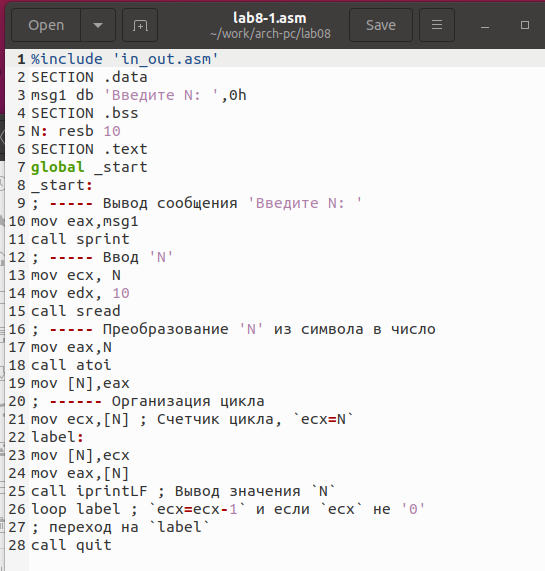 Open
lab8-1.asm
~/work/arch-pc/lab08
Save
1 %include 'in_out.asm'
2 SECTION .data
3 msg1 db 'Введите N: ',0h
4 SECTION .bss
5 N: resb 10
6 SECTION .text
7 global _start
8 _start:
9 ; ----- Вывод сообщения 'Введите N: '
10 mov eax,msg1
11 call sprint
12 ; ----- Ввод 'N'
13 mov ecx, N
14 mov edx, 10
15 call sread
16 ; ----- Преобразование 'N' из символа в число
17 mov eax,N
18 call atoi
19 mov [N],eax
20 ; ------ Организация цикла
21 mov ecx,[N] ; Счетчик цикла, `ecx=N`
22 label:
23 mov [N],ecx
24 mov eax,[N]
25 call iprintLF ; Вывод значения `N`
26 loop label ; `ecx=ecx-1` и если `ecx` не '0'
27 ; переход на `label`
28 call quit